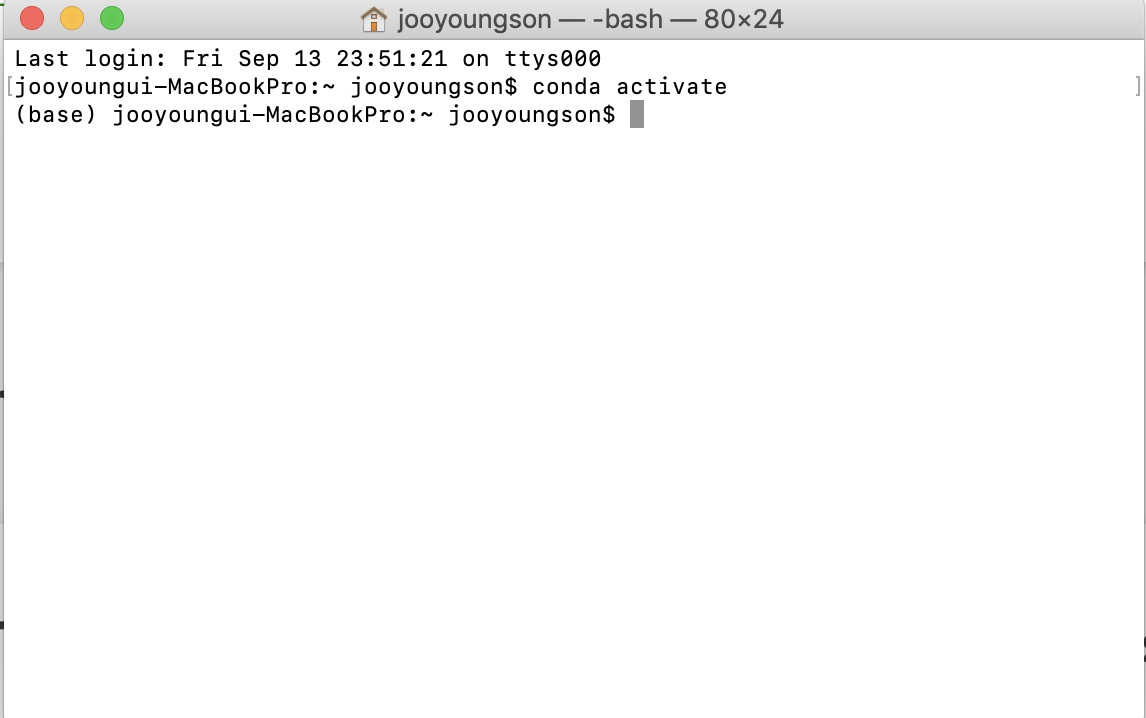 jooyoungson — -bash — 80×24
Last login: Fri Sep 13 23:51:21 on ttys000
[jooyoungui-MacBookPro:~ jooyoungson$ conda activate ]
(base) jooyoungui-MacBookPro:~ jooyoungson$